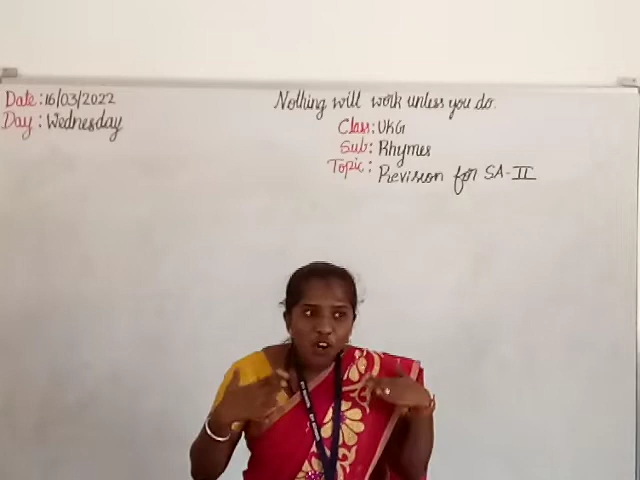 Date:16/03/2022
Day: Wednesday
Nothing will work unless you do.
Class: UKG
Sub: Rhymes
Topic: Revision for SA-II